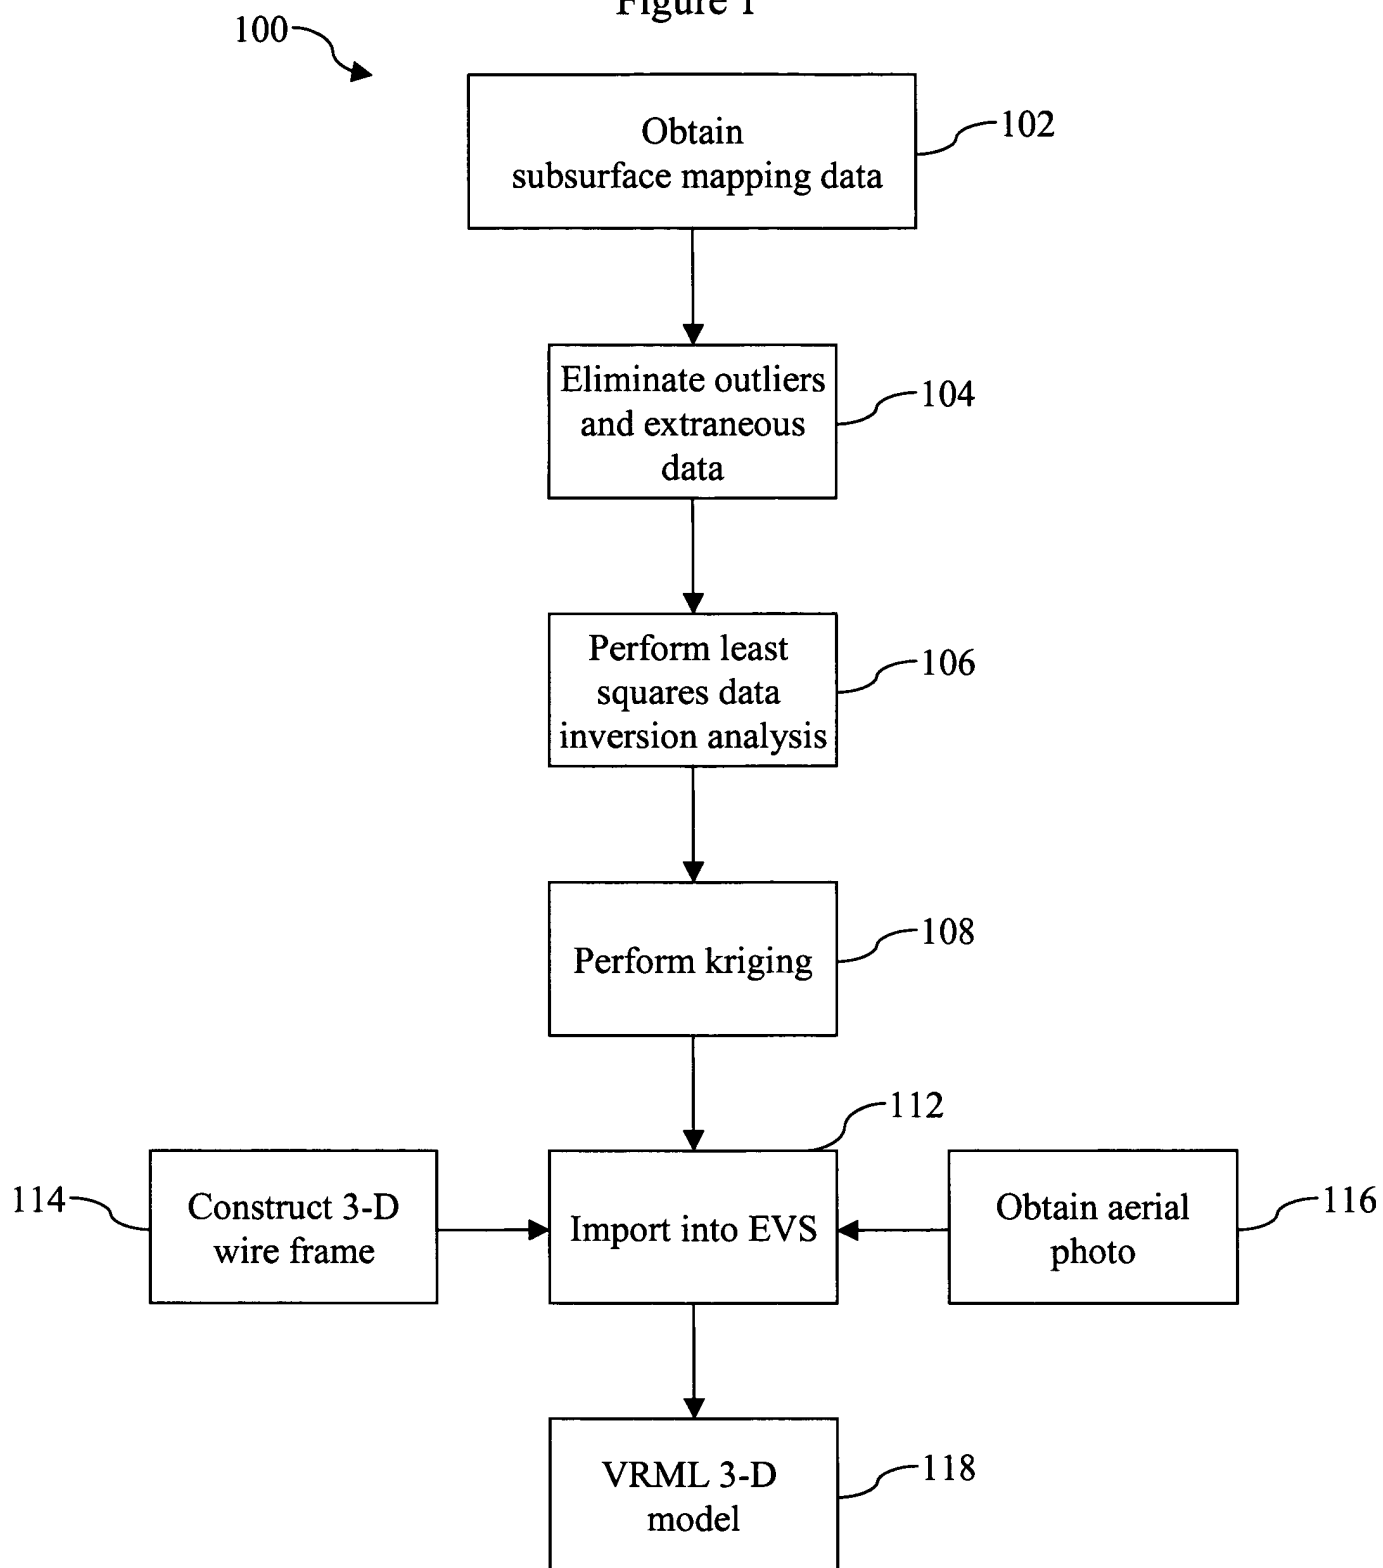 Figure 1
100
Obtain
subsurface mapping data
102
Eliminate outliers
and extraneous
data
104
Perform least
squares data
inversion analysis
106
Perform kriging
108
112
114
Construct 3-D
wire frame
Import into EVS
Obtain aerial
photo
116
VRML 3-D
model
118